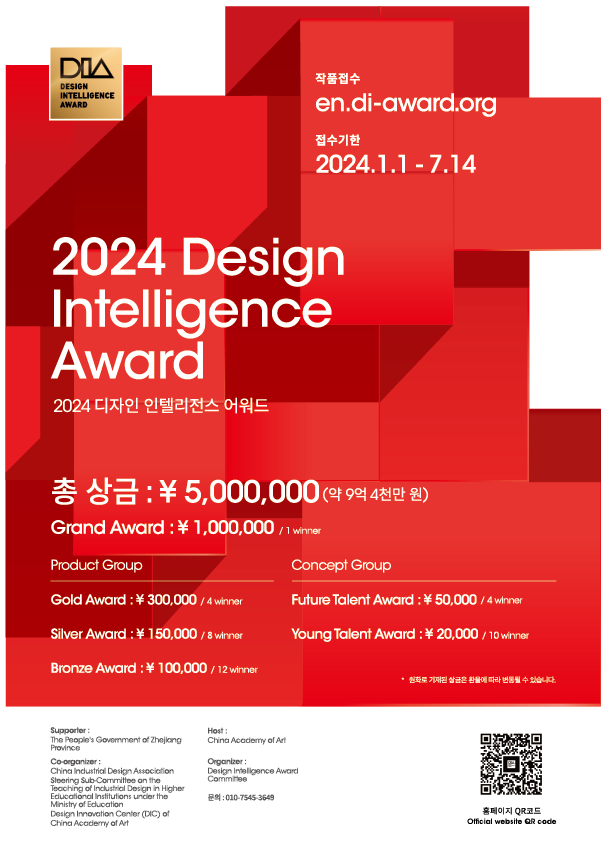 DIA
DESIGN
INTELLIGENCE
AWARD
작품접수
en.di-award.org
접수기한
2024.1.1 - 7.14
2024 Design
Intelligence
Award
2024 디자인 인텔리전스 어워드
총 상금 : ¥ 5,000,000 (약 9억 4천만 원)
Grand Award : ¥ 1,000,000 / 1 winner
Product Group
Gold Award : ¥ 300,000 / 4 winner
Silver Award : ¥ 150,000 / 8 winner
Bronze Award : ¥ 100,000 / 12 winner
Concept Group
Future Talent Award : ¥ 50,000 / 4 winner
Young Talent Award : ¥ 20,000 / 10 winner
* 원화로 기재된 상금은 환율에 따라 변동될 수 있습니다.
Supporter :
The People's Government of Zhejiang
Province
Co-organizer :
China Industrial Design Association
Steering Sub-Committee on the
Teaching of Industrial Design in Higher
Educational Institutions under the
Ministry of Education
Design Innovation Center (DIC) of
China Academy of Art
Host :
China Academy of Art
Organizer :
Design Intelligence Award
Committee
문의 : 010-7545-3649
홈페이지 QR코드
Official website QR code